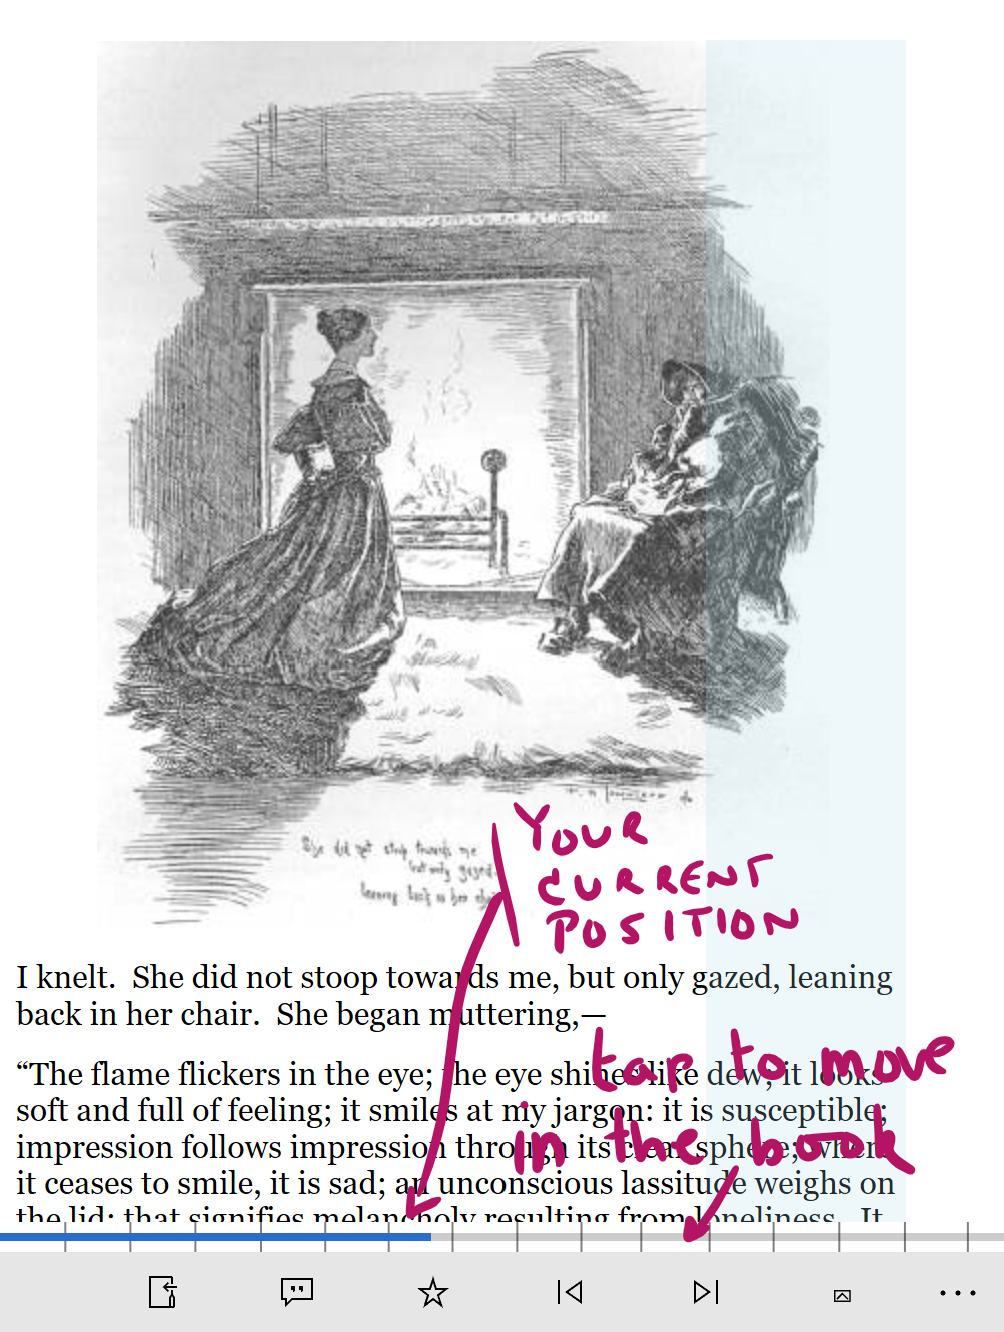 She did not stoop towards me
but only gazed,
leaning back in her chair
YOUR
CURRENT
POSITION
I knelt.  She did not stoop towards me, but only gazed, leaning
back in her chair.  She began muttering,—
tap to move
in the book
“The flame flickers in the eye; the eye shines like dew; it looks
soft and full of feeling; it smiles at my jargon: it is susceptible;
impression follows impression through its clear sphere; where
it ceases to smile, it is sad; an unconscious lassitude weighs on
the lid: that signifies melancholy resulting from loneliness.  It